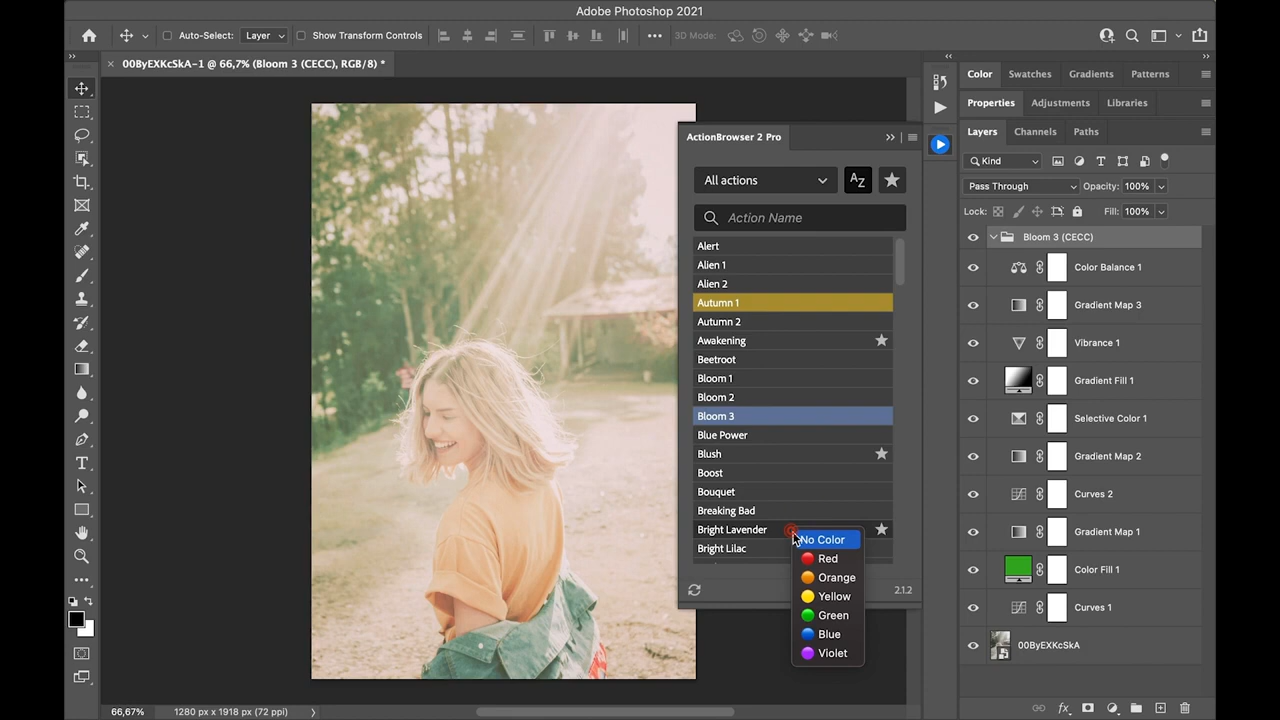 Adobe Photoshop 2021
Auto-Select: Layer Show Transform Controls 3D Mode:
00ByEXKcSkA-1 @ 66,7% (Bloom 3 (CECC), RGB/8) *
ActionBrowser 2 Pro
All actions
AZ
Action Name
Alert
Alien 1
Alien 2
Autumn 1
Autumn 2
Awakening
Beetroot
Bloom 1
Bloom 2
Bloom 3
Blue Power
Blush
Boost
Bouquet
Breaking Bad
Bright Lavender
Bright Lilac
2.1.2
No Color
Red
Orange
Yellow
Green
Blue
Violet
Color Swatches Gradients Patterns
Properties Adjustments Libraries
Layers Channels Paths
Kind
Pass Through Opacity: 100%
Lock: Fill: 100%
Bloom 3 (CECC)
Color Balance 1
Gradient Map 3
Vibrance 1
Gradient Fill 1
Selective Color 1
Gradient Map 2
Curves 2
Gradient Map 1
Color Fill 1
Curves 1
00ByEXKcSkA
66,67% 1280 px x 1918 px (72 ppi)